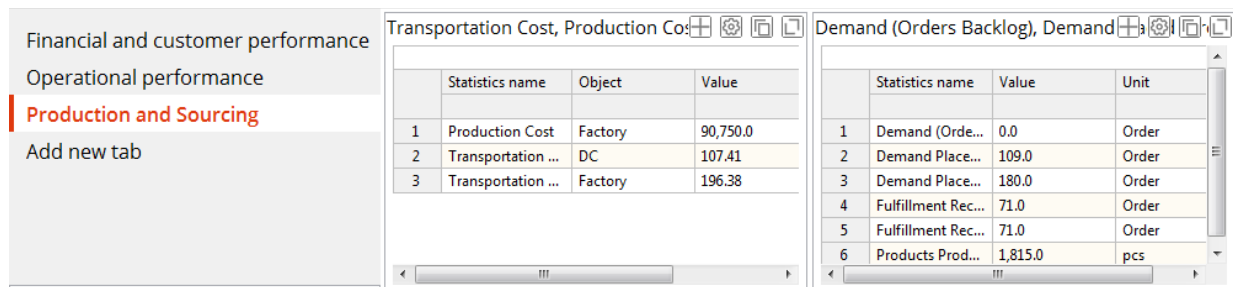 Financial and customer performance
Operational performance
Production and Sourcing
Add new tab
Transportation Cost, Production Cos
Statistics name Object Value
1 Production Cost Factory 90,750.0
2 Transportation ... DC 107.41
3 Transportation ... Factory 196.38
Demand (Orders Backlog), Demand
Statistics name Value Unit
1 Demand (Orde... 0.0 Order
2 Demand Place... 109.0 Order
3 Demand Place... 180.0 Order
4 Fulfillment Rec... 71.0 Order
5 Fulfillment Rec... 71.0 Order
6 Products Prod... 1,815.0 pcs